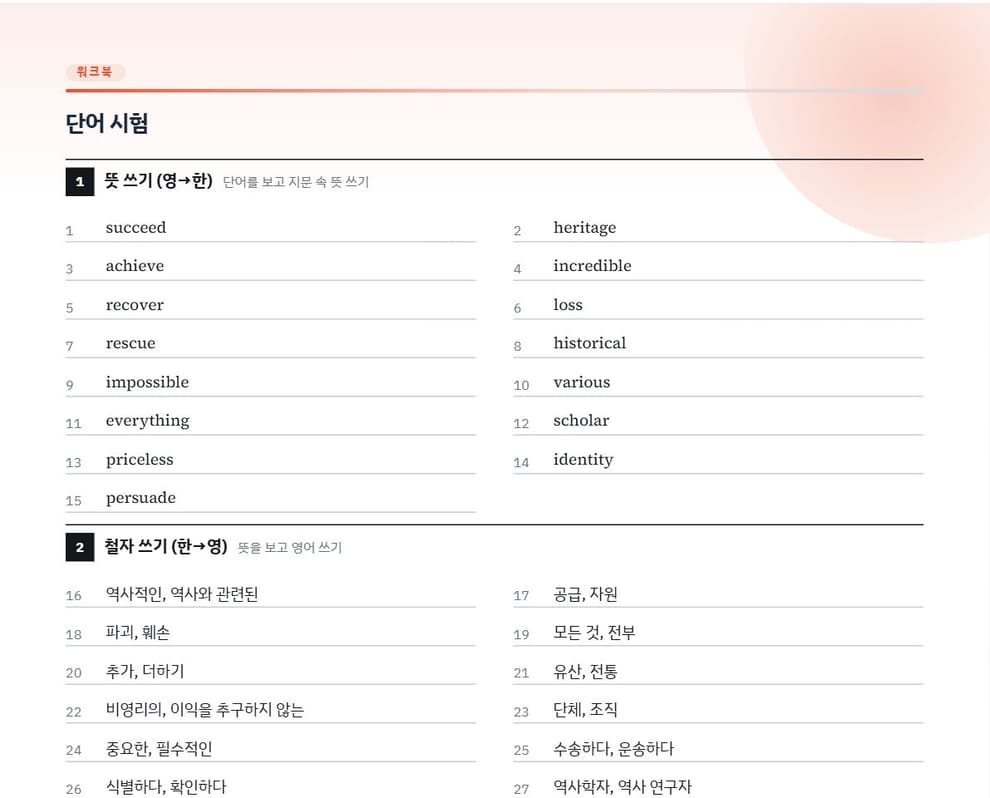 워크북
단어 시험
1 뜻 쓰기 (영→한) 단어를 보고 지문 속 뜻 쓰기
1 succeed 2 heritage
3 achieve 4 incredible
5 recover 6 loss
7 rescue 8 historical
9 impossible 10 various
11 everything 12 scholar
13 priceless 14 identity
15 persuade
2 철자 쓰기 (한→영) 뜻을 보고 영어 쓰기
16 역사적인, 역사와 관련된 17 공급, 자원
18 파괴, 훼손 19 모든 것, 전부
20 추가, 더하기 21 유산, 전통
22 비영리의, 이익을 추구하지 않는 23 단체, 조직
24 중요한, 필수적인 25 수송하다, 운송하다
26 식별하다, 확인하다 27 역사학자, 역사 연구자